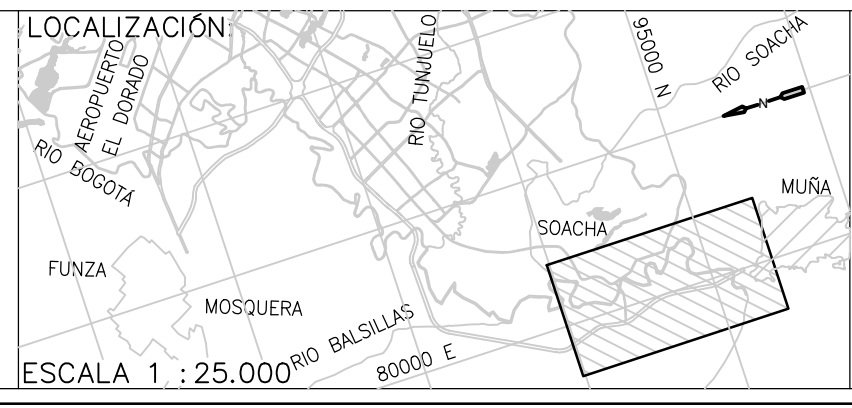 LOCALIZACIÓN:
AEROPUERTO
EL DORADO
RIO BOGOTÁ
RIO TUNJUELO
95000 N
RIO SOACHA
N
MUÑA
SOACHA
FUNZA
MOSQUERA
RIO BALSILLAS
80000 E
ESCALA 1 : 25.000